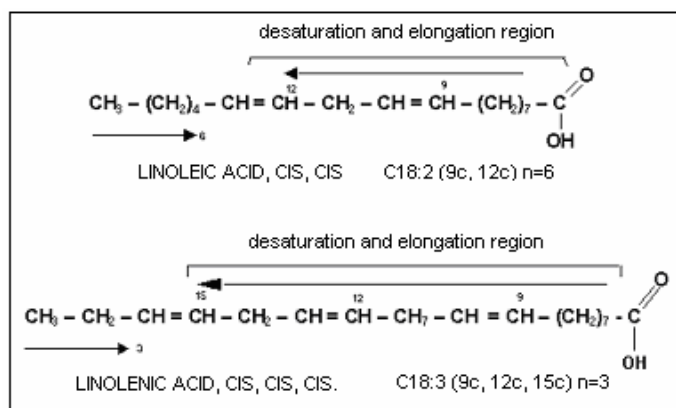 desaturation and elongation region
12 9
CH₃ – (CH₂)₄ – CH = CH – CH₂ – CH = CH – (CH₂)₇ – C
O
OH
6
LINOLEIC ACID, CIS, CIS C18:2 (9c, 12c) n=6
desaturation and elongation region
15 12 9
CH₃ – CH₂ – CH = CH – CH₂ – CH = CH – CH₇ – CH = CH – (CH₂)₇ – C
O
OH
3
LINOLENIC ACID, CIS, CIS, CIS. C18:3 (9c, 12c, 15c) n=3